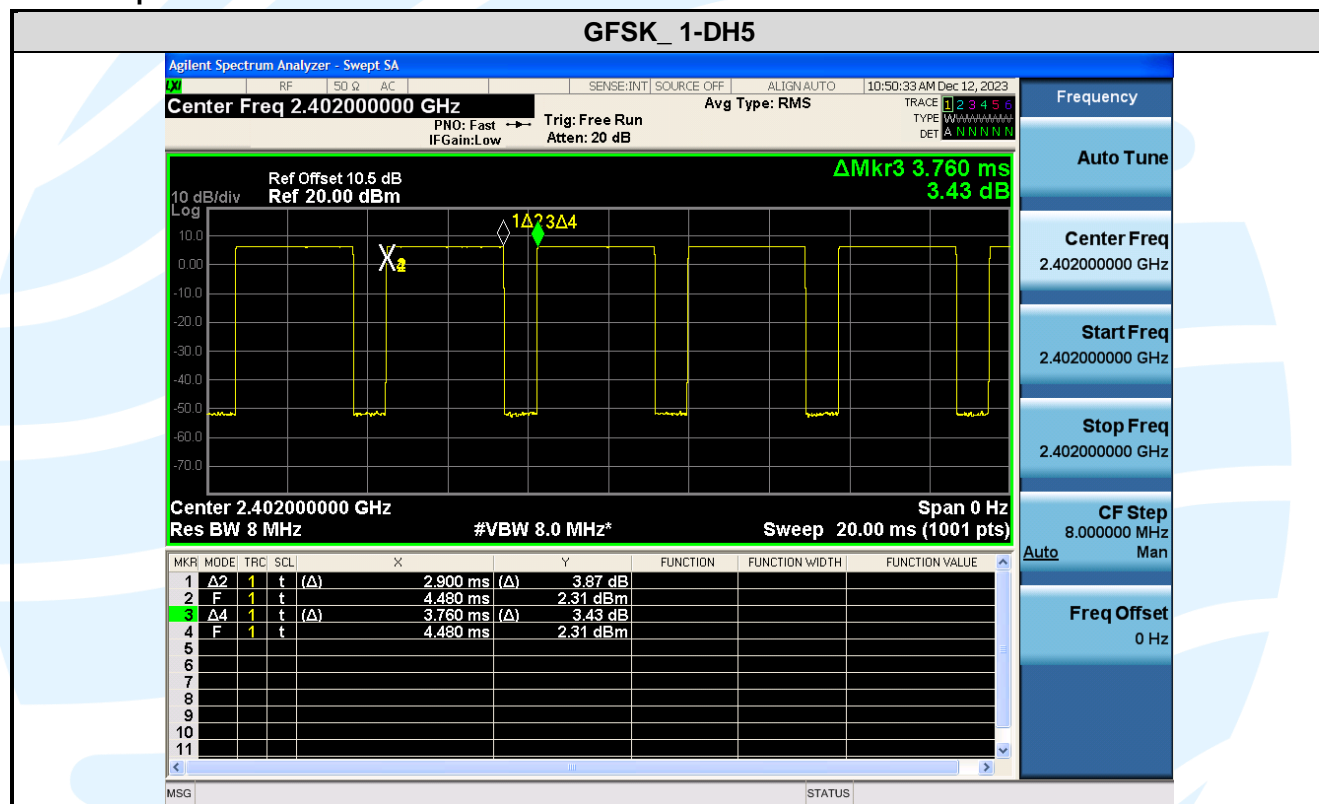 GFSK_ 1-DH5
Agilent Spectrum Analyzer - Swept SA
LXI RF 50 Ω AC SENSE:INT SOURCE OFF ALIGN AUTO 10:50:33 AM Dec 12, 2023
Center Freq 2.402000000 GHz
PNO: Fast
IFGain:Low
Trig: Free Run
Atten: 20 dB
Avg Type: RMS
TRACE 1 2 3 4 5 6
TYPE
DET A N N N N N
ΔMkr3 3.760 ms
3.43 dB
Ref Offset 10.5 dB
10 dB/div Ref 20.00 dBm
Log
10.0
0.00
-10.0
-20.0
-30.0
-40.0
-50.0
-60.0
-70.0
1Δ2 3Δ4
Center 2.402000000 GHz Span 0 Hz
Res BW 8 MHz #VBW 8.0 MHz* Sweep 20.00 ms (1001 pts)
MKR MODE TRC SCL X Y FUNCTION FUNCTION WIDTH FUNCTION VALUE
1 Δ2 1 t (Δ) 2.900 ms (Δ) 3.87 dB
2 F 1 t 4.480 ms 2.31 dBm
3 Δ4 1 t (Δ) 3.760 ms (Δ) 3.43 dB
4 F 1 t 4.480 ms 2.31 dBm
5
6
7
8
9
10
11
MSG STATUS
Frequency
Auto Tune
Center Freq
2.402000000 GHz
Start Freq
2.402000000 GHz
Stop Freq
2.402000000 GHz
CF Step
8.000000 MHz
Auto Man
Freq Offset
0 Hz